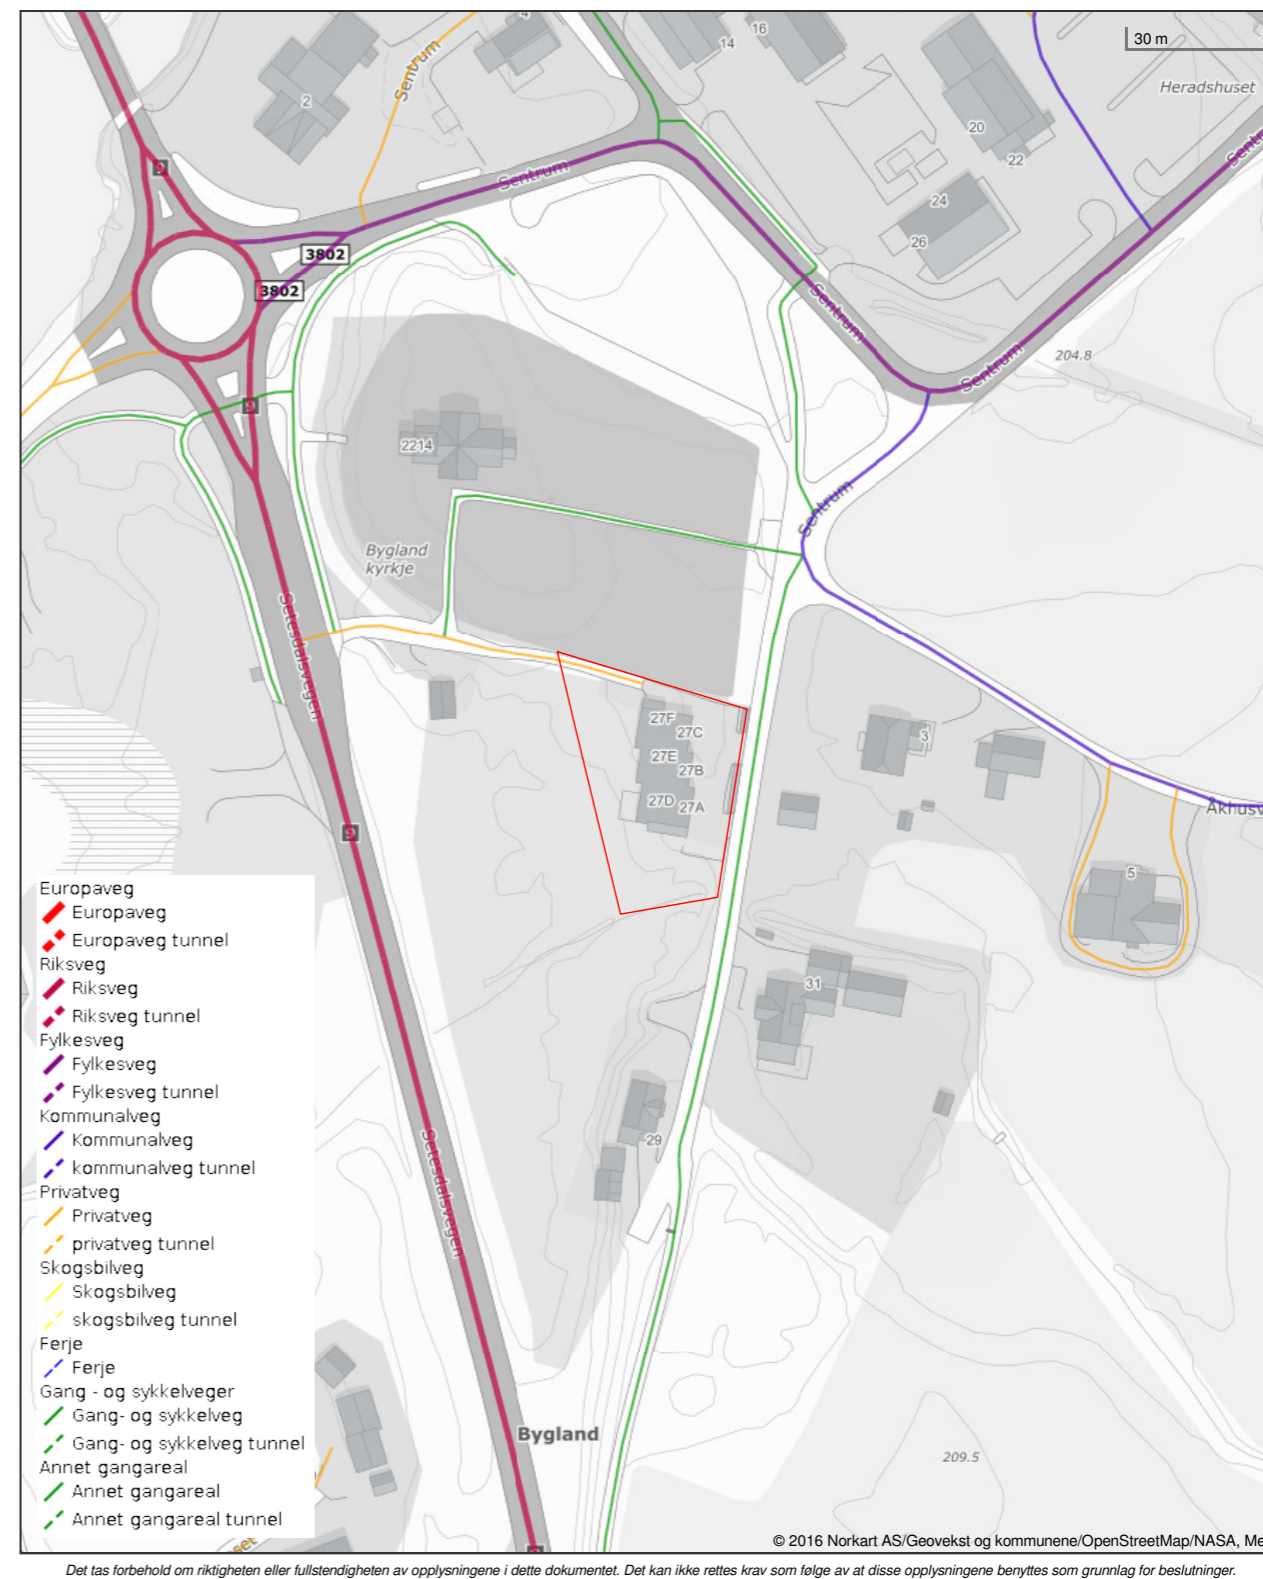 4
14
16
30 m
Heradshuset
Sentrum
2
20
22
Sentrum
9
Sentrum
24
26
3802
3802
Sentrum
Sentrum
204.8
9
2214
Sentrum
Bygland
kyrkje
Setesdalsvegen
27F
27C
3
27E
27B
27D
27A
Åkhusv
9
5
31
29
Setesdalsvegen
Europaveg
Europaveg
Europaveg tunnel
Riksveg
Riksveg
Riksveg tunnel
Fylkesveg
Fylkesveg
Fylkesveg tunnel
Kommunalveg
Kommunalveg
kommunalveg tunnel
Privatveg
Privatveg
privatveg tunnel
Skogsbilveg
Skogsbilveg
skogsbilveg tunnel
Ferje
Ferje
Gang - og sykkelveger
Gang- og sykkelveg
Gang- og sykkelveg tunnel
Annet gangareal
Annet gangareal
Annet gangareal tunnel
Bygland
209.5
© 2016 Norkart AS/Geovekst og kommunene/OpenStreetMap/NASA, Me
Det tas forbehold om riktigheten eller fullstendigheten av opplysningene i dette dokumentet. Det kan ikke rettes krav som følge av at disse opplysningene benyttes som grunnlag for beslutninger.